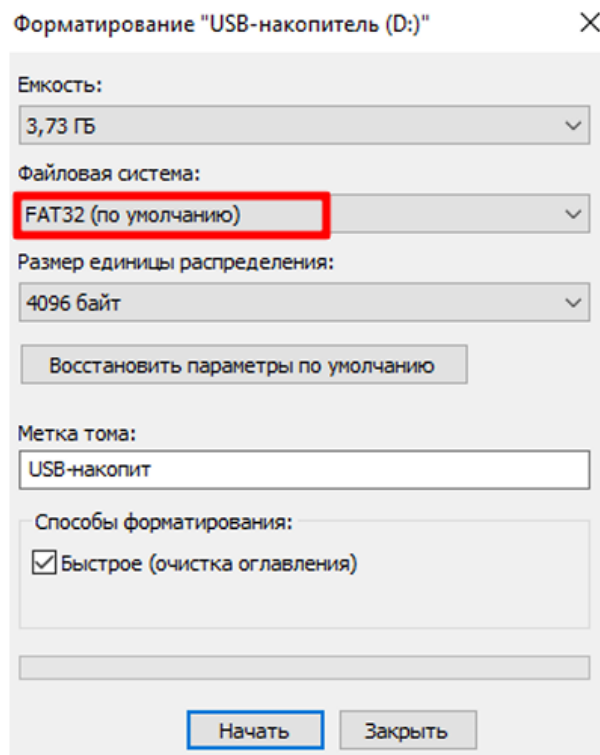 Форматирование "USB-накопитель (D:)"
Емкость:
3,73 ГБ
Файловая система:
FAT32 (по умолчанию)
Размер единицы распределения:
4096 байт
Восстановить параметры по умолчанию
Метка тома:
USB-накопит
Способы форматирования:
Быстрое (очистка оглавления)
Начать
Закрыть